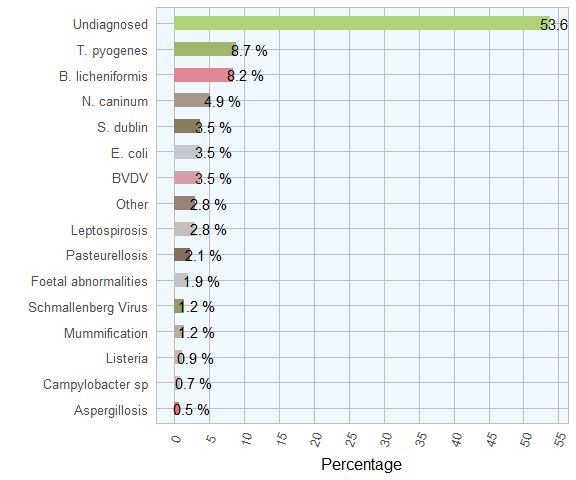 Undiagnosed 53.6
T. pyogenes 8.7 %
B. licheniformis 8.2 %
N. caninum 4.9 %
S. dublin 3.5 %
E. coli 3.5 %
BVDV 3.5 %
Other 2.8 %
Leptospirosis 2.8 %
Pasteurellosis 2.1 %
Foetal abnormalities 1.9 %
Schmallenberg Virus 1.2 %
Mummification 1.2 %
Listeria 0.9 %
Campylobacter sp 0.7 %
Aspergillosis 0.5 %
0 5 10 15 20 25 30 35 40 45 50 55
Percentage